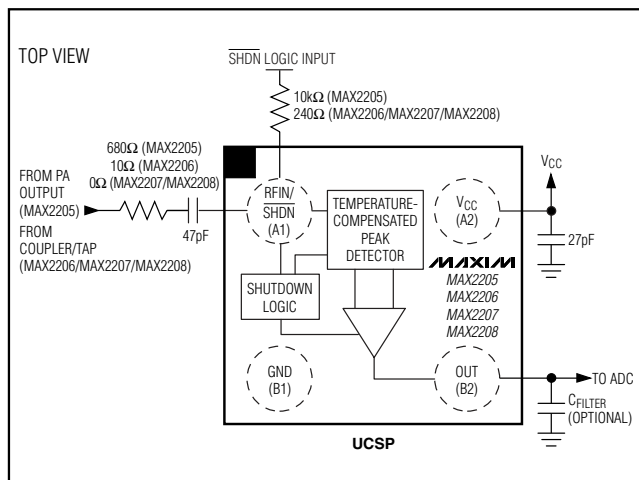 TOP VIEW
SHDN LOGIC INPUT
10kΩ (MAX2205)
240Ω (MAX2206/MAX2207/MAX2208)
680Ω (MAX2205)
10Ω (MAX2206)
0Ω (MAX2207/MAX2208)
FROM PA
OUTPUT
(MAX2205)
FROM
COUPLER/TAP
(MAX2206/MAX2207/MAX2208)
47pF
RFIN/
SHDN
(A1)
TEMPERATURE-
COMPENSATED
PEAK
DETECTOR
VCC
(A2)
VCC
27pF
MAXIM
MAX2205
MAX2206
MAX2207
MAX2208
SHUTDOWN
LOGIC
GND
(B1)
OUT
(B2)
TO ADC
CFILTER
(OPTIONAL)
UCSP